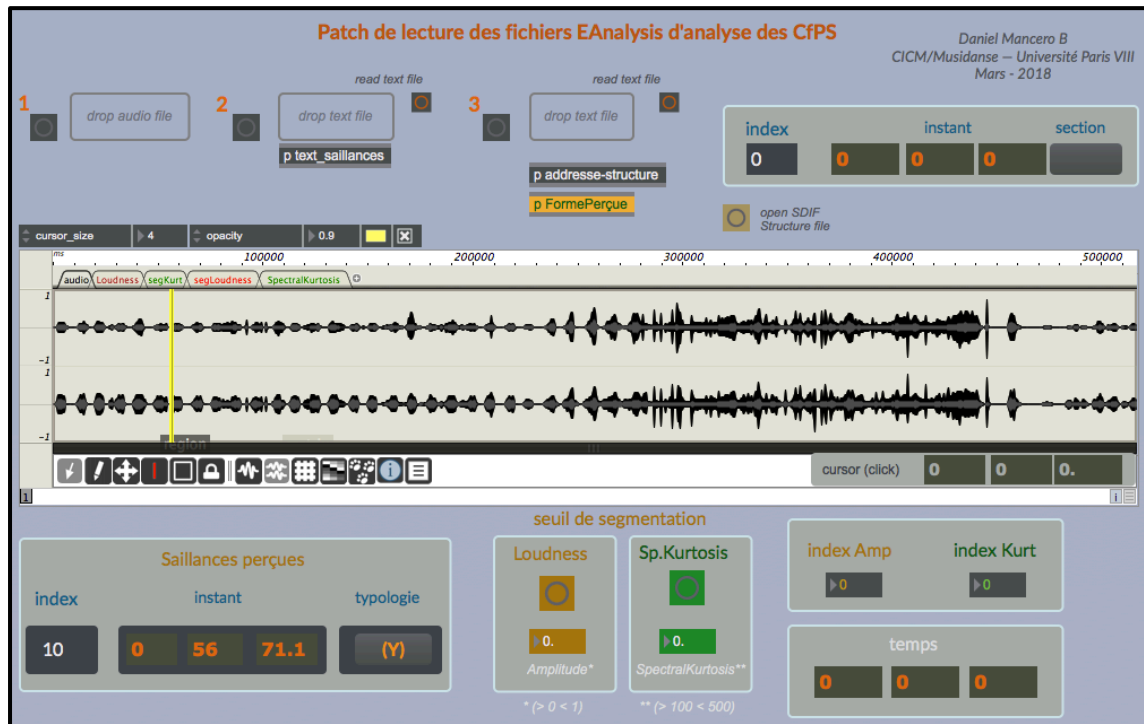 Patch de lecture des fichiers EAnalysis d'analyse des CfPS
Daniel Mancero B
CICM/Musidanse – Université Paris VIII
Mars - 2018
read text file
read text file
1
drop audio file
2
drop text file
3
drop text file
p text_saillances
p addresse-structure
p FormePerçue
index
instant
section
0
0
0
0
open SDIF
Structure file
cursor_size
4
opacity
0.9
ms
100000
200000
300000
400000
500000
audio
Loudness
segKurt
segLoudness
SpectralKurtosis
1
-1
1
-1
region
cursor (click)
0
0
0.
1
i
seuil de segmentation
Saillances perçues
index
instant
typologie
10
0
56
71.1
(Y)
Loudness
0.
Amplitude*
* (> 0 < 1)
Sp.Kurtosis
0.
SpectralKurtosis**
** (> 100 < 500)
index Amp
index Kurt
0
0
temps
0
0
0